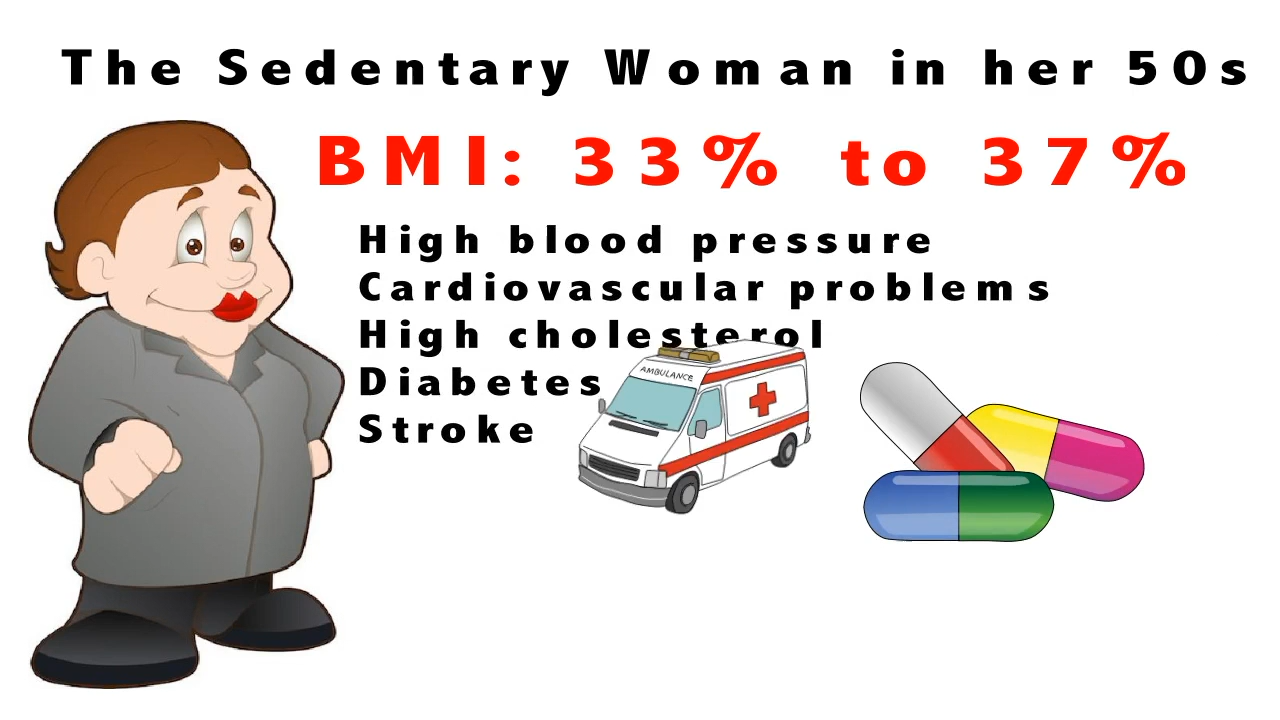 The Sedentary Woman in her 50s
BMI: 33% to 37%
High blood pressure
Cardiovascular problems
High cholesterol
Diabetes
Stroke
AMBULANCE